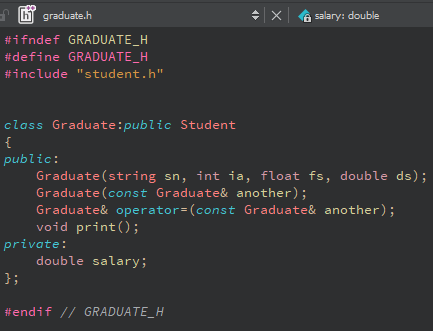 graduate.h salary: double
#ifndef GRADUATE_H
#define GRADUATE_H
#include "student.h"
class Graduate:public Student
{
public:
Graduate(string sn, int ia, float fs, double ds);
Graduate(const Graduate& another);
Graduate& operator=(const Graduate& another);
void print();
private:
double salary;
};
#endif // GRADUATE_H